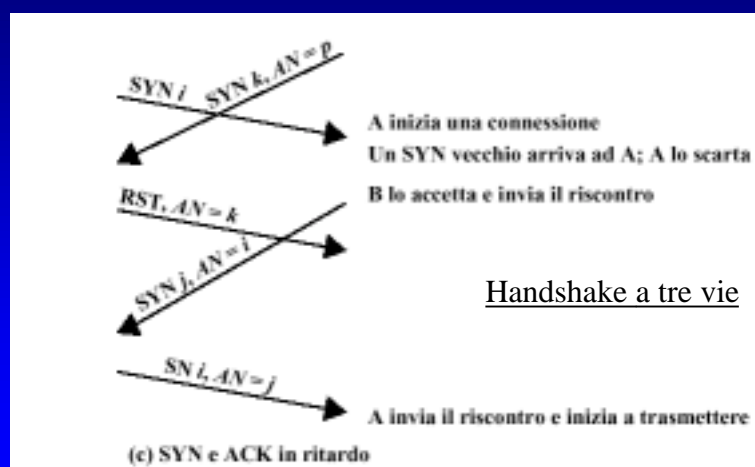 SYN i
SYN k, AN = p
A inizia una connessione
Un SYN vecchio arriva ad A; A lo scarta
RST, AN = k
B lo accetta e invia il riscontro
SYN j, AN = i
Handshake a tre vie
SN i, AN = j
A invia il riscontro e inizia a trasmettere
(c) SYN e ACK in ritardo